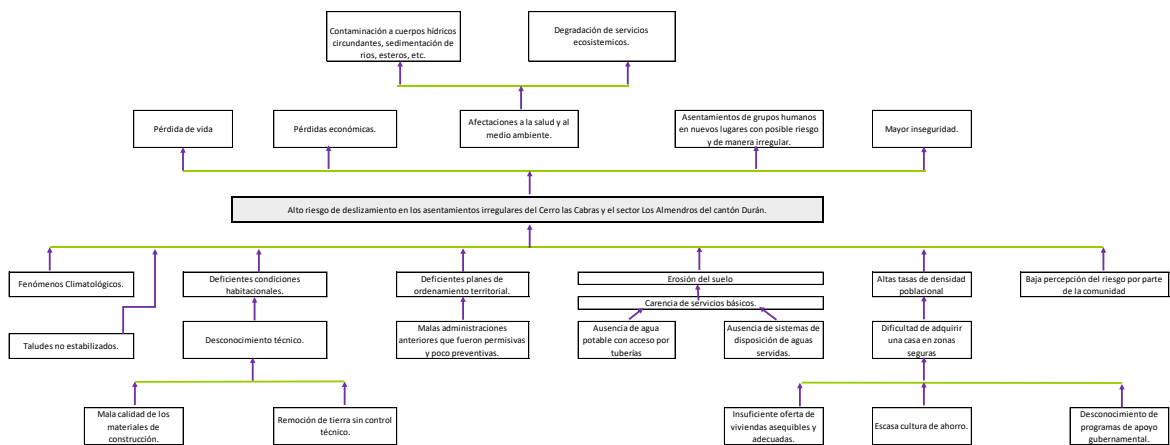 Contaminación a cuerpos hídricos
circundantes, sedimentación de
rios, esteros, etc.
Degradación de servicios
ecosistemicos.
Pérdida de vida
Pérdidas económicas.
Afectaciones a la salud y al
medio ambiente.
Asentamientos de grupos humanos
en nuevos lugares con posible riesgo
y de manera irregular.
Mayor inseguridad.
Alto riesgo de deslizamiento en los asentamientos irregulares del Cerro las Cabras y el sector Los Almendros del cantón Durán.
Fenómenos Climatológicos.
Deficientes condiciones
habitacionales.
Deficientes planes de
ordenamiento territorial.
Erosión del suelo
Altas tasas de densidad
poblacional
Baja percepción del riesgo por parte
de la comunidad
Carencia de servicios básicos.
Taludes no estabilizados.
Desconocimiento técnico.
Malas administraciones
anteriores que fueron permisivas
y poco preventivas.
Ausencia de agua
potable con acceso por
tuberías
Ausencia de sistemas de
disposición de aguas
servidas.
Dificultad de adquirir
una casa en zonas
seguras
Mala calidad de los
materiales de
construcción.
Remoción de tierra sin control
técnico.
Insuficiente oferta de
viviendas asequibles y
adecuadas.
Escasa cultura de ahorro.
Desconocimiento de
programas de apoyo
gubernamental.